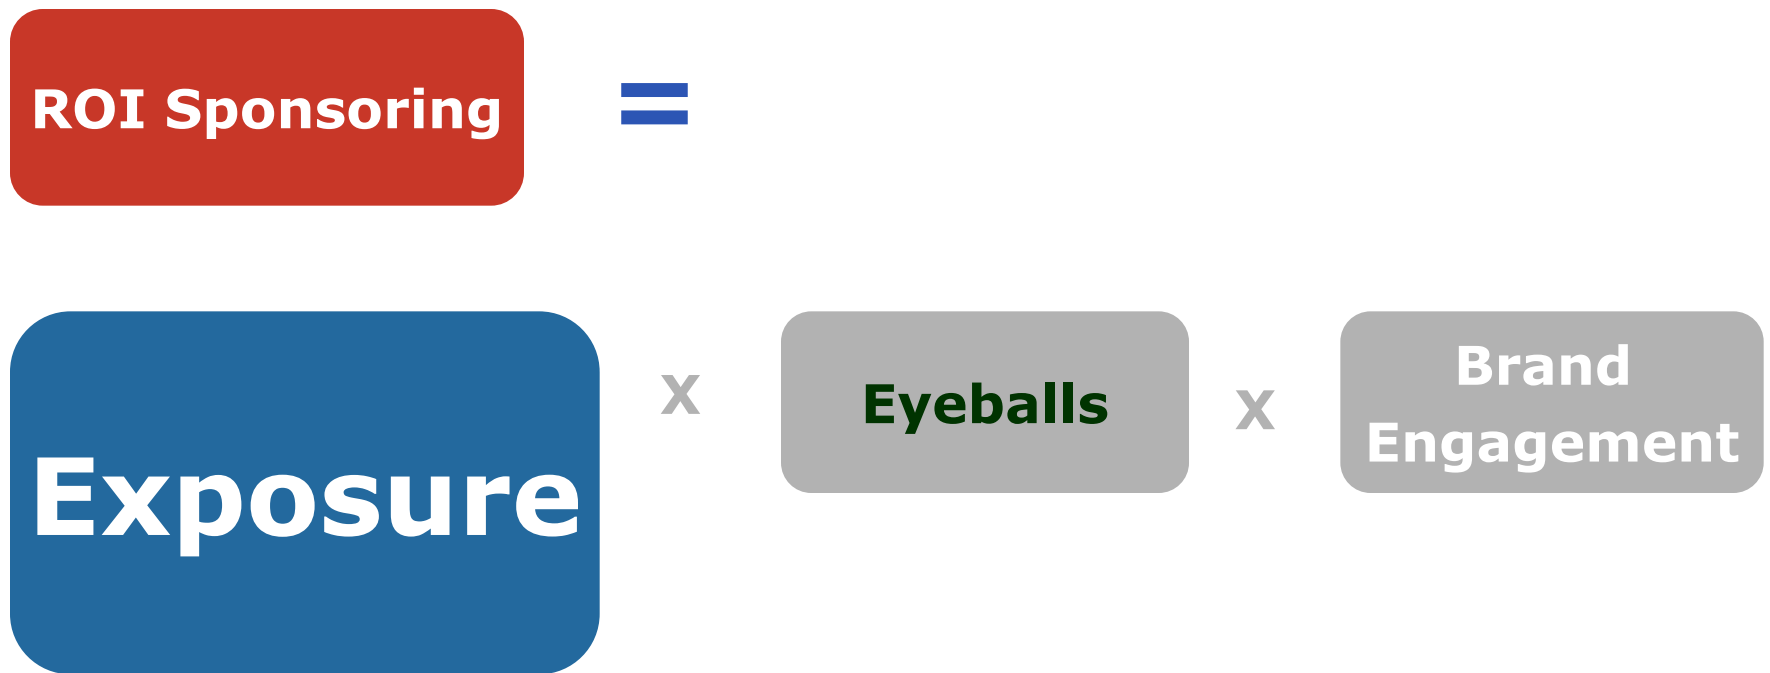 ROI Sponsoring =
Exposure x Eyeballs x Brand
Engagement